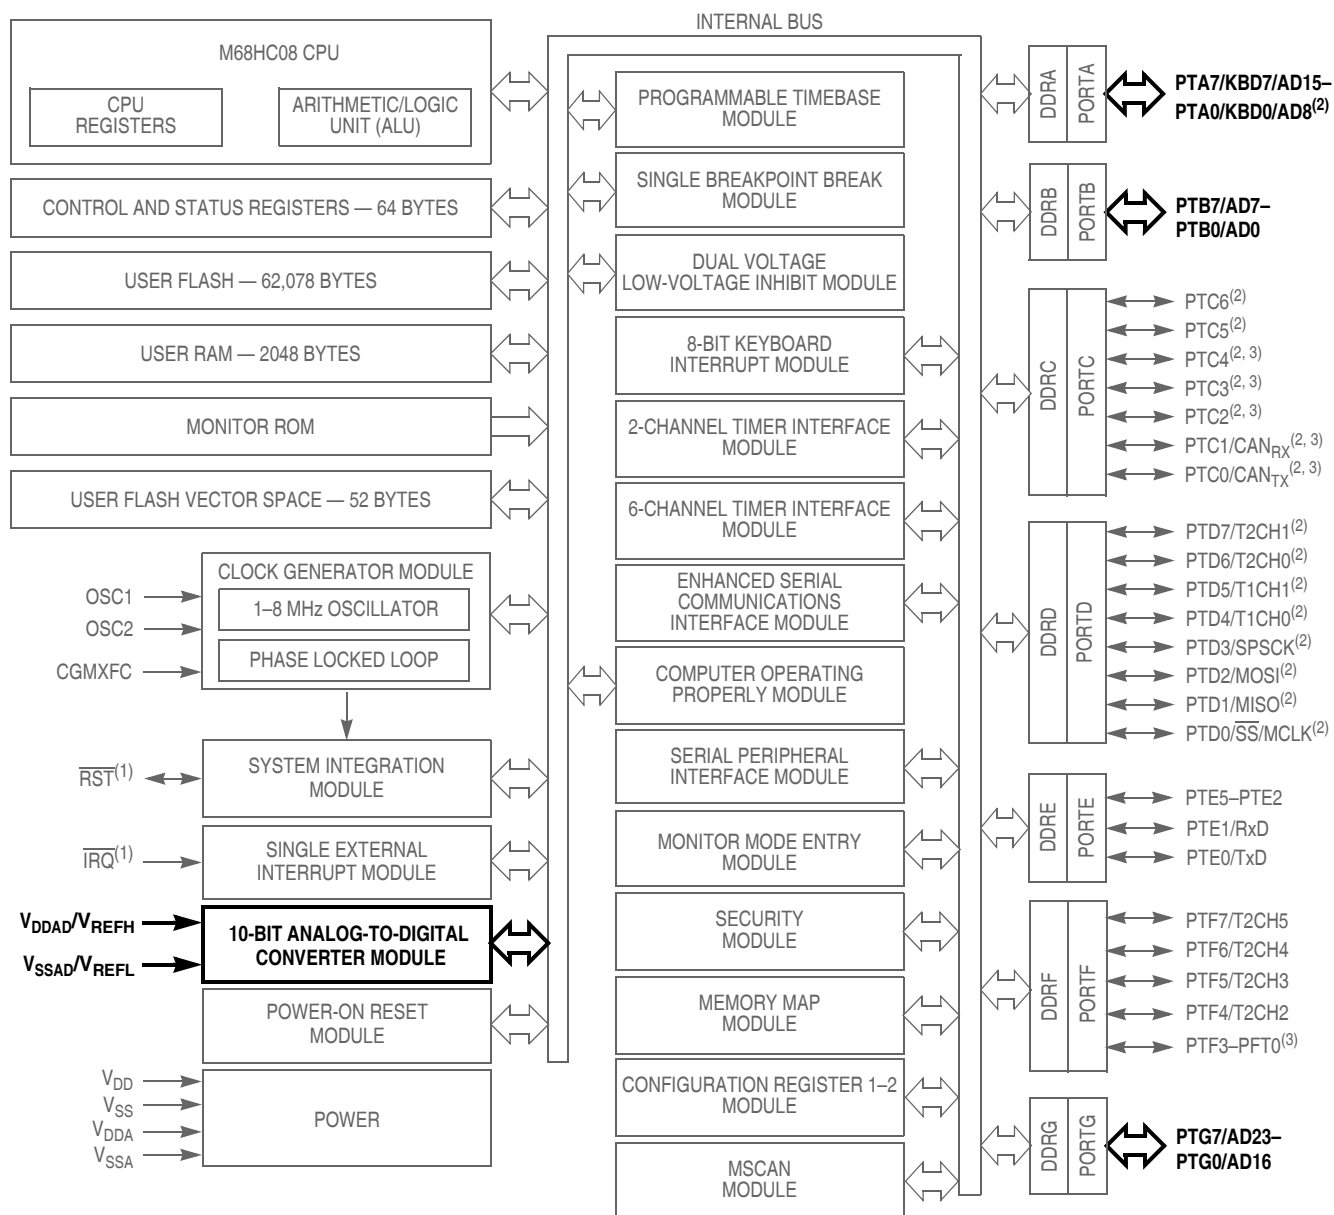 INTERNAL BUS
M68HC08 CPU
CPU
REGISTERS
ARITHMETIC/LOGIC
UNIT (ALU)
CONTROL AND STATUS REGISTERS — 64 BYTES
USER FLASH — 62,078 BYTES
USER RAM — 2048 BYTES
MONITOR ROM
USER FLASH VECTOR SPACE — 52 BYTES
OSC1
OSC2
CGMXFC
CLOCK GENERATOR MODULE
1–8 MHz OSCILLATOR
PHASE LOCKED LOOP
RST(1)
SYSTEM INTEGRATION
MODULE
IRQ(1)
SINGLE EXTERNAL
INTERRUPT MODULE
VDDAD/VREFH
VSSAD/VREFL
10-BIT ANALOG-TO-DIGITAL
CONVERTER MODULE
POWER-ON RESET
MODULE
VDD
VSS
VDDA
VSSA
POWER
PROGRAMMABLE TIMEBASE
MODULE
SINGLE BREAKPOINT BREAK
MODULE
DUAL VOLTAGE
LOW-VOLTAGE INHIBIT MODULE
8-BIT KEYBOARD
INTERRUPT MODULE
2-CHANNEL TIMER INTERFACE
MODULE
6-CHANNEL TIMER INTERFACE
MODULE
ENHANCED SERIAL
COMMUNICATIONS
INTERFACE MODULE
COMPUTER OPERATING
PROPERLY MODULE
SERIAL PERIPHERAL
INTERFACE MODULE
MONITOR MODE ENTRY
MODULE
SECURITY
MODULE
MEMORY MAP
MODULE
CONFIGURATION REGISTER 1–2
MODULE
MSCAN
MODULE
DDRA
PORTA
PTA7/KBD7/AD15–
PTA0/KBD0/AD8(2)
DDRB
PORTB
PTB7/AD7–
PTB0/AD0
DDRC
PORTC
PTC6(2)
PTC5(2)
PTC4(2, 3)
PTC3(2, 3)
PTC2(2, 3)
PTC1/CANRX(2, 3)
PTC0/CANTX(2, 3)
DDRD
PORTD
PTD7/T2CH1(2)
PTD6/T2CH0(2)
PTD5/T1CH1(2)
PTD4/T1CH0(2)
PTD3/SPSCK(2)
PTD2/MOSI(2)
PTD1/MISO(2)
PTD0/SS/MCLK(2)
DDRE
PORTE
PTE5–PTE2
PTE1/RxD
PTE0/TxD
DDRF
PORTF
PTF7/T2CH5
PTF6/T2CH4
PTF5/T2CH3
PTF4/T2CH2
PTF3–PFT0(3)
DDRG
PORTG
PTG7/AD23–
PTG0/AD16